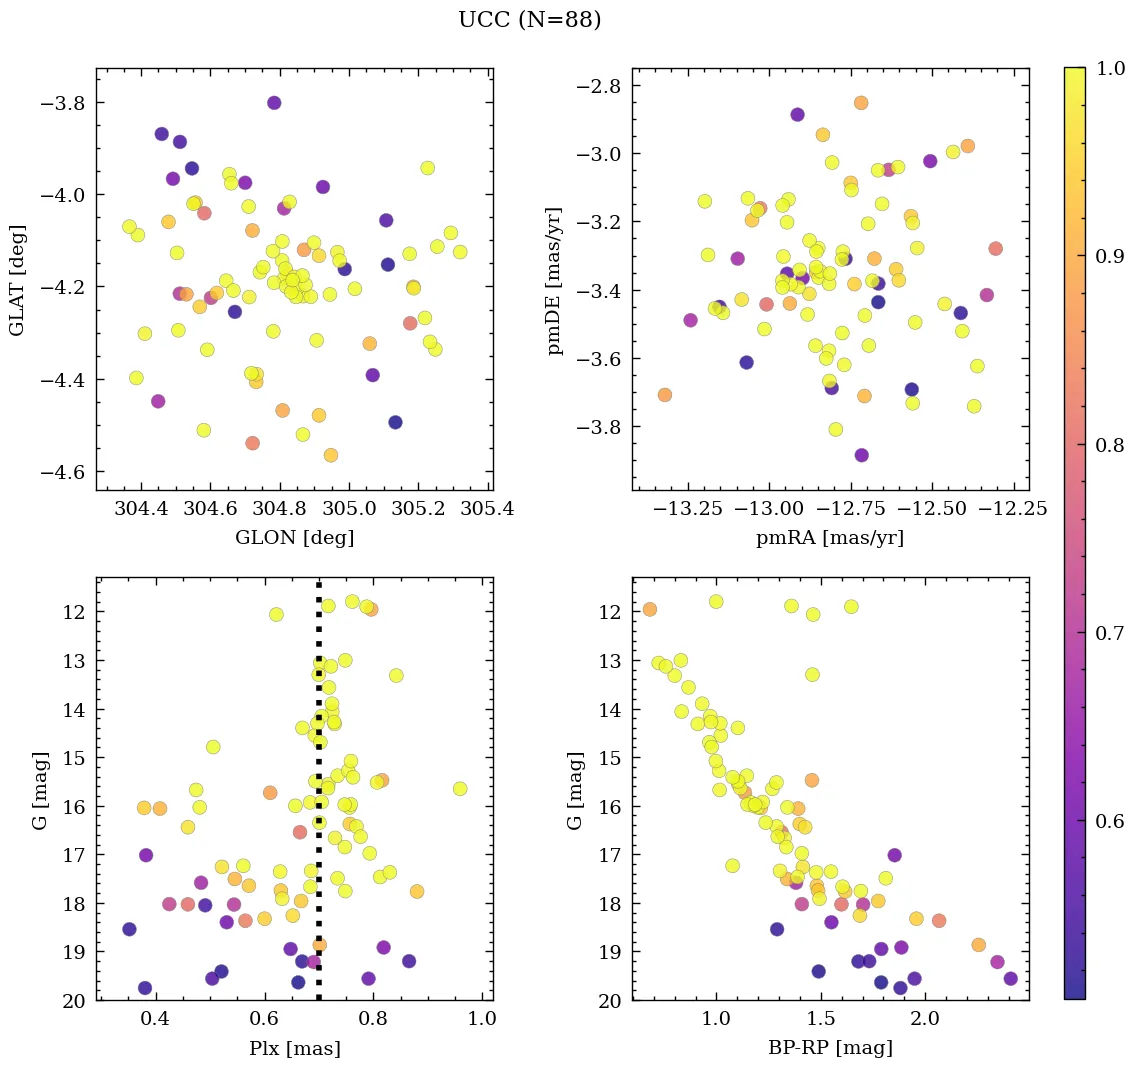 UCC (N=88)
−3.8
−4.0
−4.2
−4.4
−4.6
GLAT [deg]
304.4 304.6 304.8 305.0 305.2 305.4
GLON [deg]
−2.8
−3.0
−3.2
−3.4
−3.6
−3.8
pmDE [mas/yr]
−13.25 −13.00 −12.75 −12.50 −12.25
pmRA [mas/yr]
12
13
14
15
16
17
18
19
20
G [mag]
0.4 0.6 0.8 1.0
Plx [mas]
12
13
14
15
16
17
18
19
20
G [mag]
1.0 1.5 2.0
BP-RP [mag]
1.0
0.9
0.8
0.7
0.6